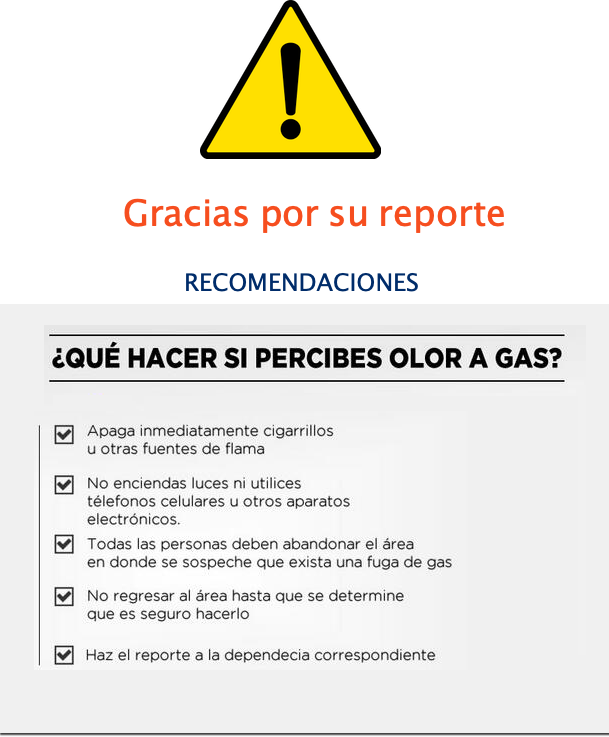 Gracias por su reporte
RECOMENDACIONES
¿QUÉ HACER SI PERCIBES OLOR A GAS?
Apaga inmediatamente cigarrillos
u otras fuentes de flama
No enciendas luces ni utilices
télefonos celulares u otros aparatos
electrónicos.
Todas las personas deben abandonar el área
en donde se sospeche que exista una fuga de gas
No regresar al área hasta que se determine
que es seguro hacerlo
Haz el reporte a la dependecia correspondiente